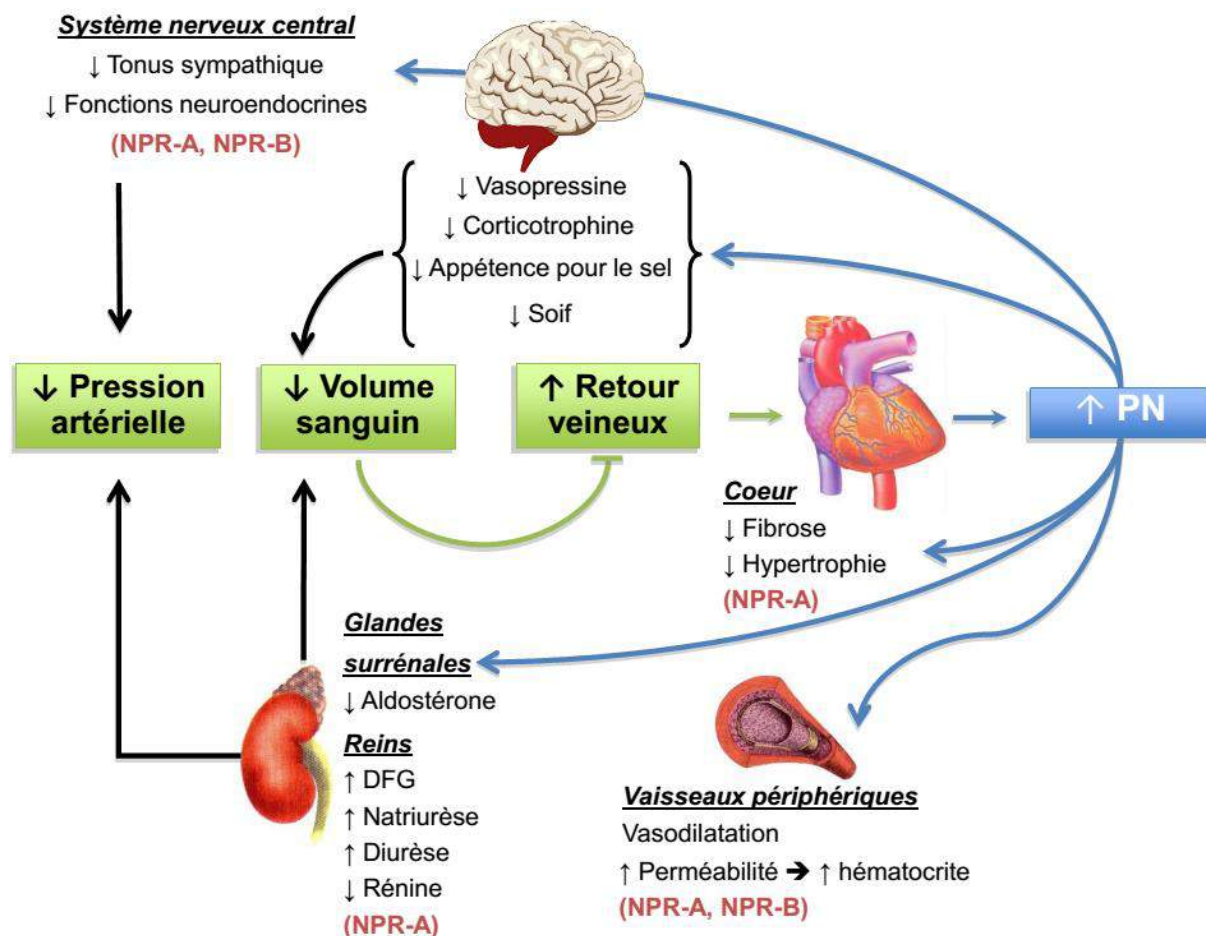 Système nerveux central
↓ Tonus sympathique
↓ Fonctions neuroendocrines
(NPR-A, NPR-B)
↓ Vasopressine
↓ Corticotrophine
↓ Appétence pour le sel
↓ Soif
↓ Pression
artérielle
↓ Volume
sanguin
↑ Retour
veineux
↑ PN
Coeur
↓ Fibrose
↓ Hypertrophie
(NPR-A)
Glandes
surrénales
↓ Aldostérone
Reins
↑ DFG
↑ Natriurèse
↑ Diurèse
↓ Rénine
(NPR-A)
Vaisseaux périphériques
Vasodilatation
↑ Perméabilité ➔ ↑ hématocrite
(NPR-A, NPR-B)